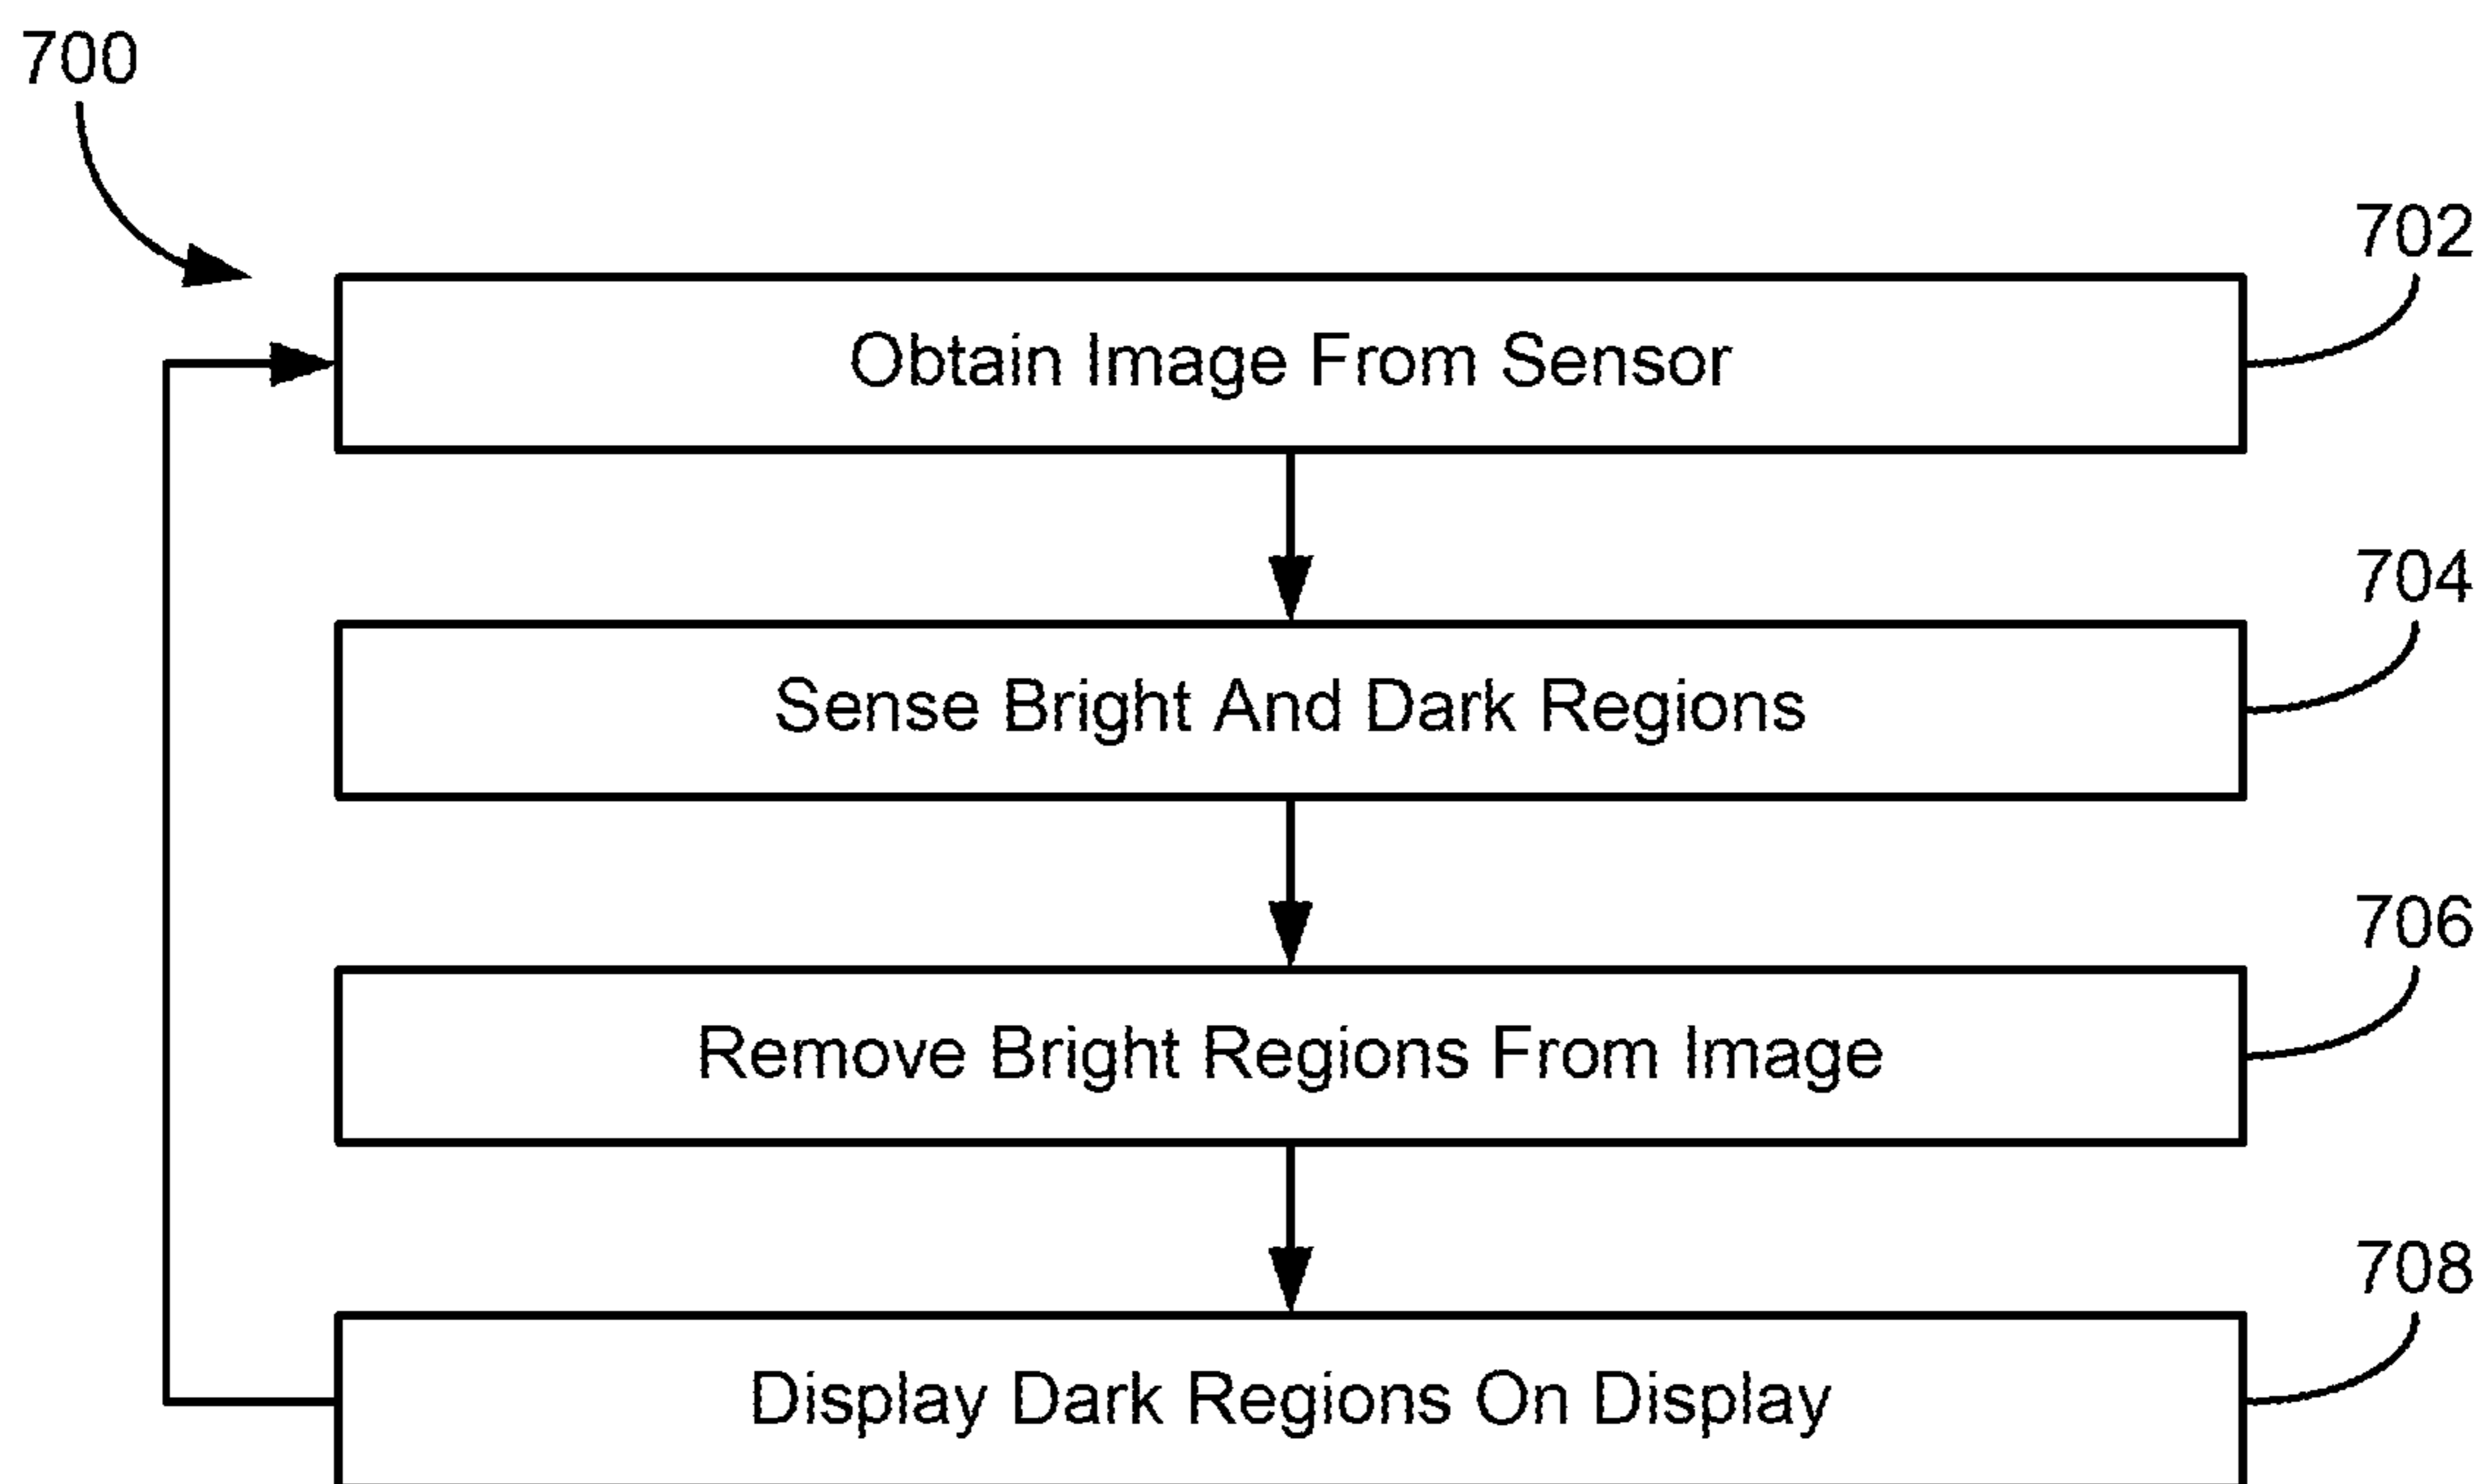 700
702
Obtain Image From Sensor
704
Sense Bright And Dark Regions
706
Remove Bright Regions From Image
708
Display Dark Regions On Display